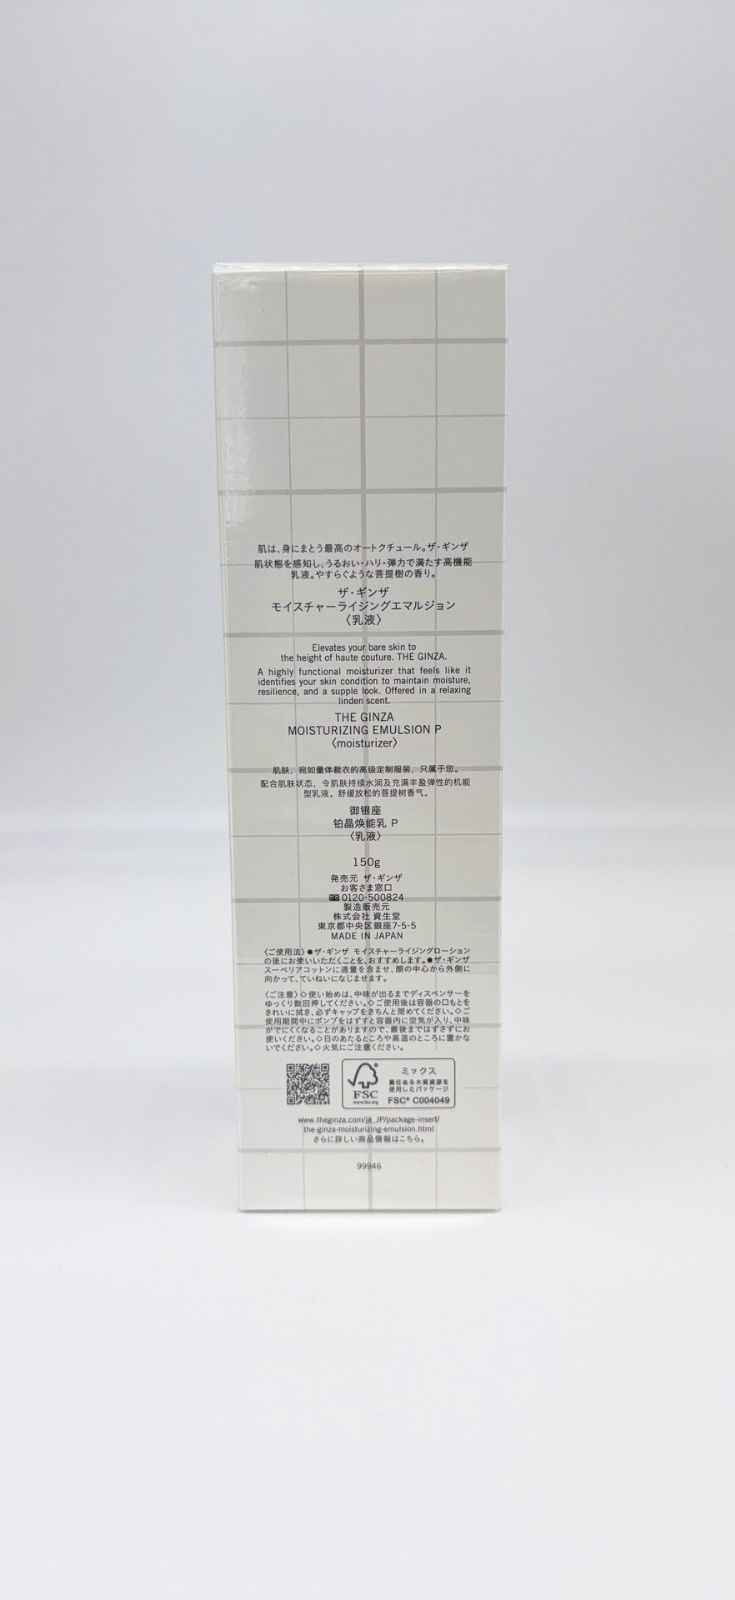 肌は、身にまとう最高のオートクチュール。ザ・ギンザ
肌状態を感知し、うるおい・ハリ・弾力で満たす高機能
乳液。やすらぐような菩提樹の香り。
ザ・ギンザ
モイスチャーライジングエマルジョン
〈乳液〉
Elevates your bare skin to
the height of haute couture. THE GINZA.
A highly functional moisturizer that feels like it
identifies your skin condition to maintain moisture,
resilience, and a supple look. Offered in a relaxing
linden scent.
THE GINZA
MOISTURIZING EMULSION P
〈moisturizer〉
肌肤，宛如量体裁衣的高级定制服装，只属于您。
配合肌肤状态，令肌肤持续水润及充满丰盈弹性的机能
型乳液。舒缓放松的菩提树香气。
御银座
铂晶焕能乳 P
〈乳液〉
150g
発売元 ザ・ギンザ
お客さま窓口
0120-500824
製造販売元
株式会社 資生堂
東京都中央区銀座7-5-5
MADE IN JAPAN
〈ご使用法〉●ザ・ギンザ モイスチャーライジングローション
の後にお使いいただくことを、おすすめします。●ザ・ギンザ
スーペリアコットンに適量を含ませ、顔の中心から外側に
向かって、ていねいになじませます。
〈ご注意〉◇使い始めは、中味が出るまでディスペンサーを
ゆっくり数回押してください。◇ご使用後は容器の口もとを
きれいに拭き、必ずキャップをきちんと閉めてください。◇ご
使用期間中にポンプをはずすと容器内に空気が入り、中味
がでにくくなることがありますので、最後まではずさずにお
使いください。◇日のあたるところや高温のところに置かな
いでください。◇火気にご注意ください。
FSC
www.fsc.org
ミックス
責任ある木質資源を
使用したパッケージ
FSC® C004049
www.theginza.com/ja_JP/package-insert/
the-ginza-moisturizing-emulsion.html
さらに詳しい商品情報はこちら。
99946